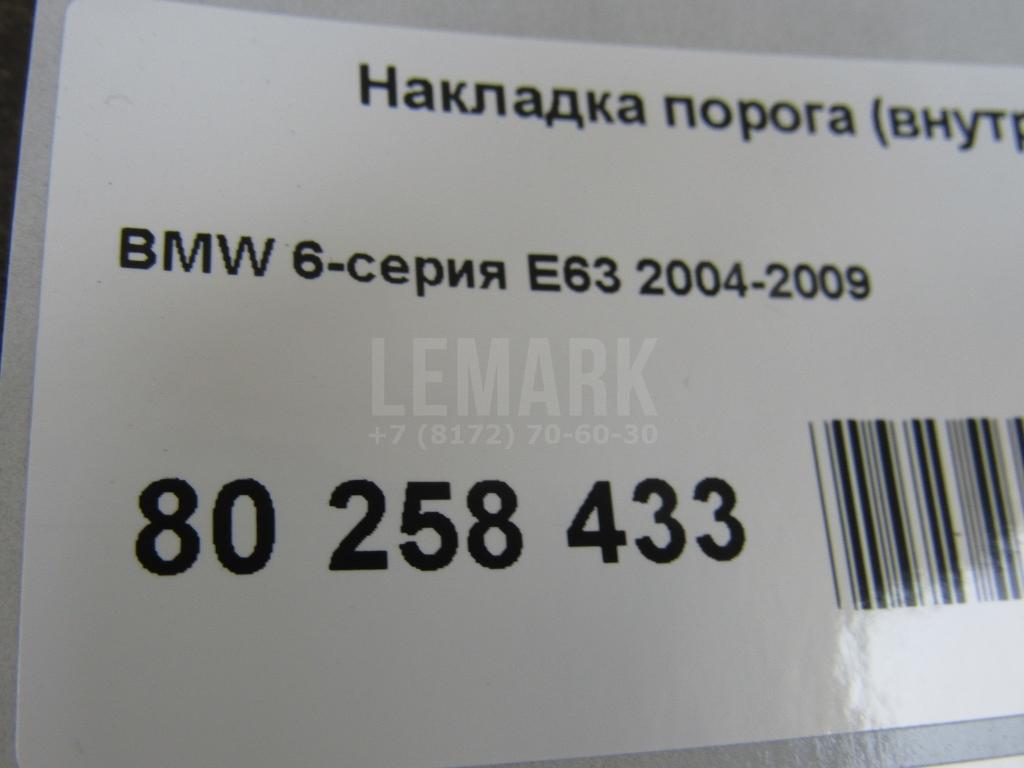 Накладка порога (внутр
BMW 6-серия E63 2004-2009
LEMARK
+7 (8172) 70-60-30
80 258 433